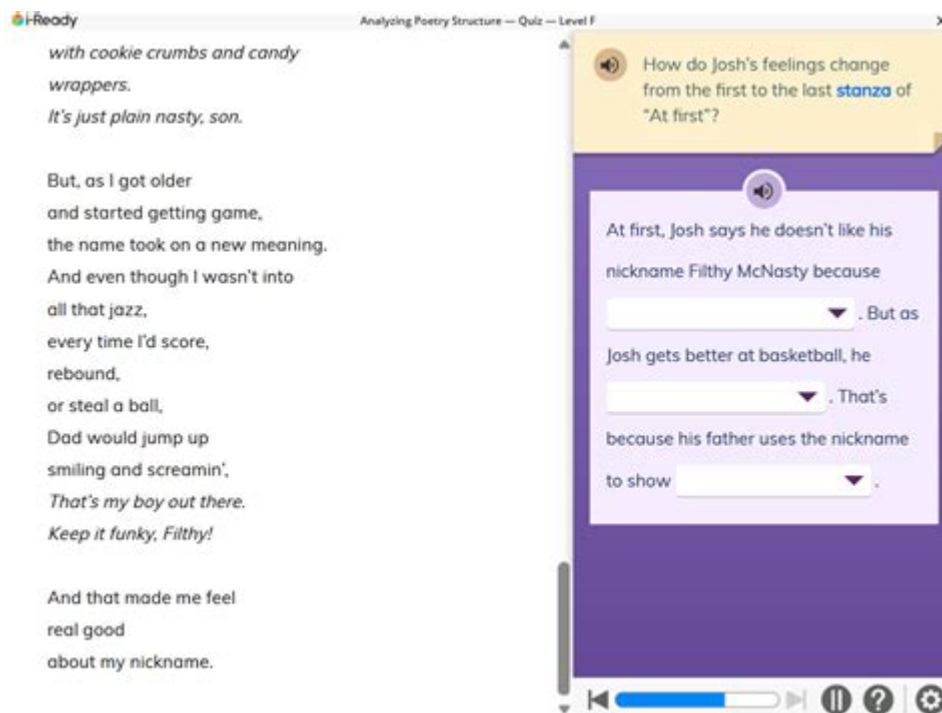 i-Ready
Analyzing Poetry Structure — Quiz — Level F
with cookie crumbs and candy
wrappers.
It's just plain nasty, son.
But, as I got older
and started getting game,
the name took on a new meaning.
And even though I wasn't into
all that jazz,
every time I'd score,
rebound,
or steal a ball,
Dad would jump up
smiling and screamin',
That's my boy out there.
Keep it funky, Filthy!
And that made me feel
real good
about my nickname.
How do Josh's feelings change
from the first to the last stanza of
"At first"?
At first, Josh says he doesn't like his
nickname Filthy McNasty because
. But as
Josh gets better at basketball, he
. That's
because his father uses the nickname
to show .